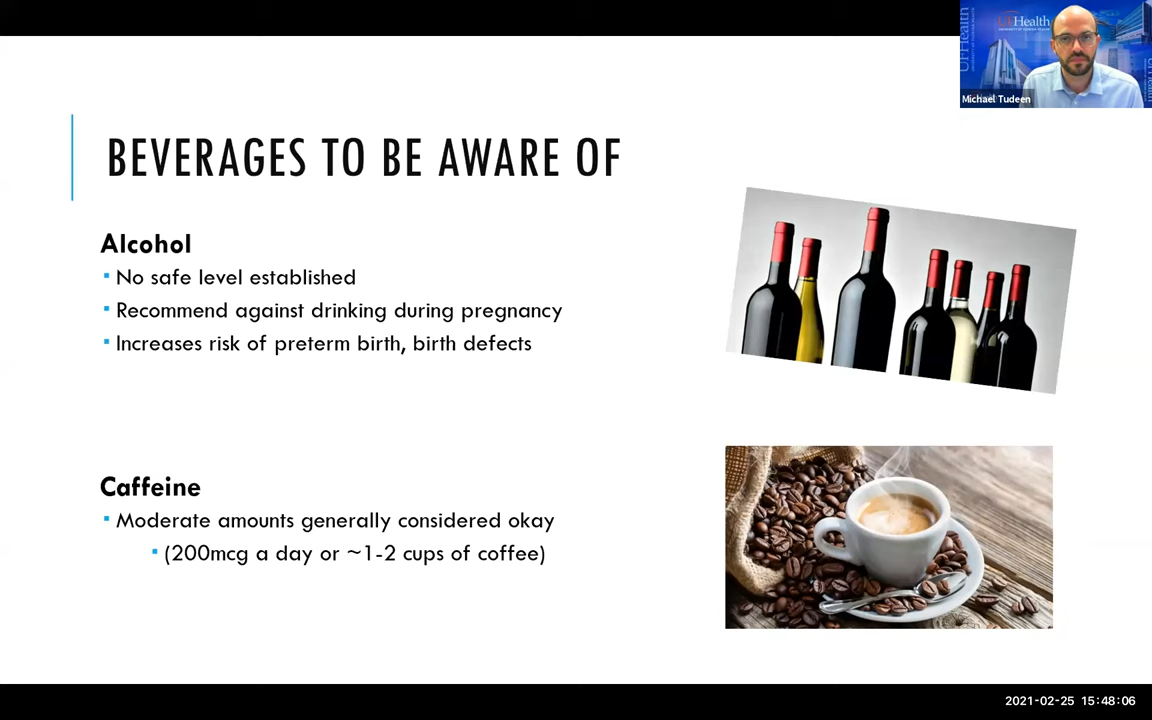 UFHealth
Michael Tudeen
BEVERAGES TO BE AWARE OF
Alcohol
No safe level established
Recommend against drinking during pregnancy
Increases risk of preterm birth, birth defects
Caffeine
Moderate amounts generally considered okay
(200mcg a day or ~1-2 cups of coffee)
2021-02-25 15:48:06